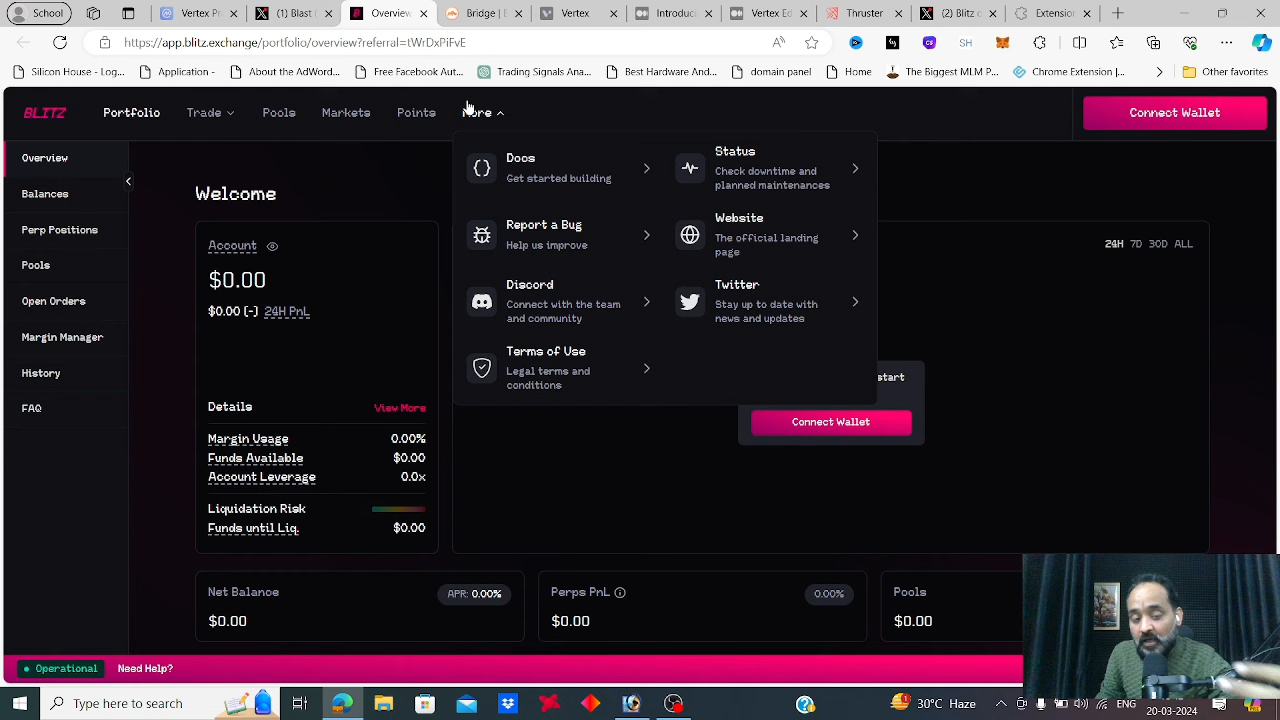 School
Vertex Pr
(1) Blast (
Overview
Bridge | E
Vertex
Introduc
Vertex
Thruster
(2) Blitz o
Extension
https://app.blitz.exchange/portfolio/overview?referral=tWrDxPiFvE
Silicon House - Log...
Application -
Learn the AdWord...
Free Facebook Aut...
Trading Signals Ana...
Best Hardware And...
domain panel
Home
The Best MLM P...
Chrome Extension |...
Other favorites
BLITZ
Portfolio
Trade
Pools
Markets
Points
More
Connect Wallet
Overview
Balances
Perp Positions
Pools
Open Orders
Margin Manager
History
FAQ
Welcome
Account
$0.00
$0.00 (-) 24H PnL
Details
View More
Margin Usage 0.00%
Funds Available $0.00
Account Leverage 0.0x
Liquidation Risk
Funds until Liq. $0.00
Docs
Get started building
Status
Check downtime and
planned maintenances
Report a Bug
Help us improve
Website
The official landing
page
Discord
Connect with the team
and community
Twitter
Stay up to date with
news and updates
Terms of Use
Legal terms and
conditions
24H 7D 30D ALL
start
Connect Wallet
Net Balance
APR: 0.00%
$0.00
Perps PnL
0.00%
$0.00
Pools
$0.00
Operational
Need Help?
Type here to search
30°C Haze
ENG
20-03-2024